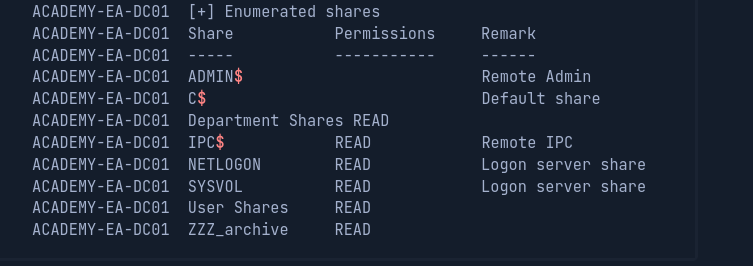 ACADEMY-EA-DC01  [+] Enumerated shares
ACADEMY-EA-DC01  Share           Permissions     Remark
ACADEMY-EA-DC01  -----           -----------     ------
ACADEMY-EA-DC01  ADMIN$                          Remote Admin
ACADEMY-EA-DC01  C$                              Default share
ACADEMY-EA-DC01  Department Shares READ
ACADEMY-EA-DC01  IPC$            READ            Remote IPC
ACADEMY-EA-DC01  NETLOGON        READ            Logon server share
ACADEMY-EA-DC01  SYSVOL          READ            Logon server share
ACADEMY-EA-DC01  User Shares     READ
ACADEMY-EA-DC01  ZZZ_archive     READ